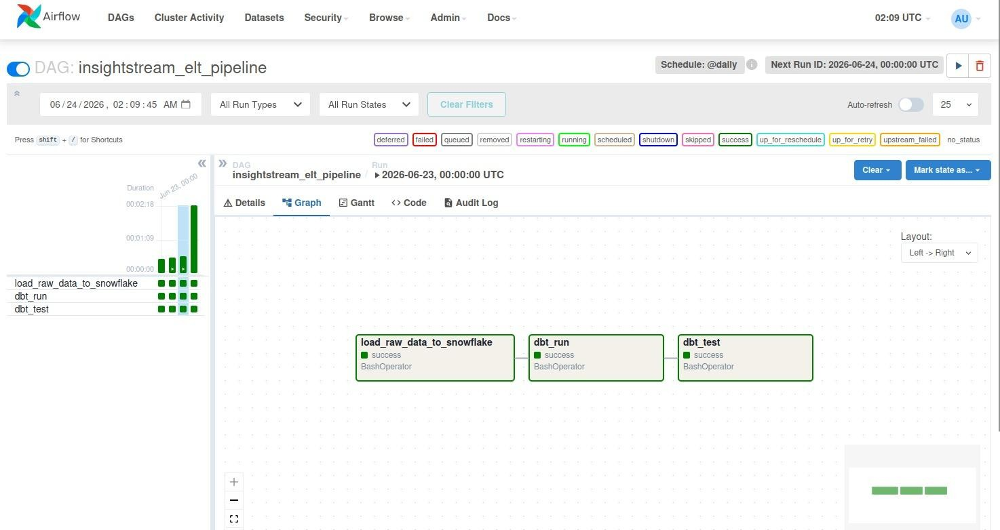 Airflow DAGs Cluster Activity Datasets Security Browse Admin Docs 02:09 UTC AU
DAG: insightstream_elt_pipeline Schedule: @daily i Next Run ID: 2026-06-24, 00:00:00 UTC
06/24/2026, 02:09:45 AM All Run Types All Run States Clear Filters Auto-refresh 25
Press shift + / for Shortcuts deferred failed queued removed restarting running scheduled shutdown skipped success up_for_reschedule up_for_retry upstream_failed no_status
Duration
00:02:18
00:01:09
00:00:00
Jun 23, 00:00
load_raw_data_to_snowflake
dbt_run
dbt_test
DAG Run
insightstream_elt_pipeline / 2026-06-23, 00:00:00 UTC
Clear Mark state as...
Details Graph Gantt Code Audit Log
Layout:
Left -> Right
load_raw_data_to_snowflake
success
BashOperator
dbt_run
success
BashOperator
dbt_test
success
BashOperator